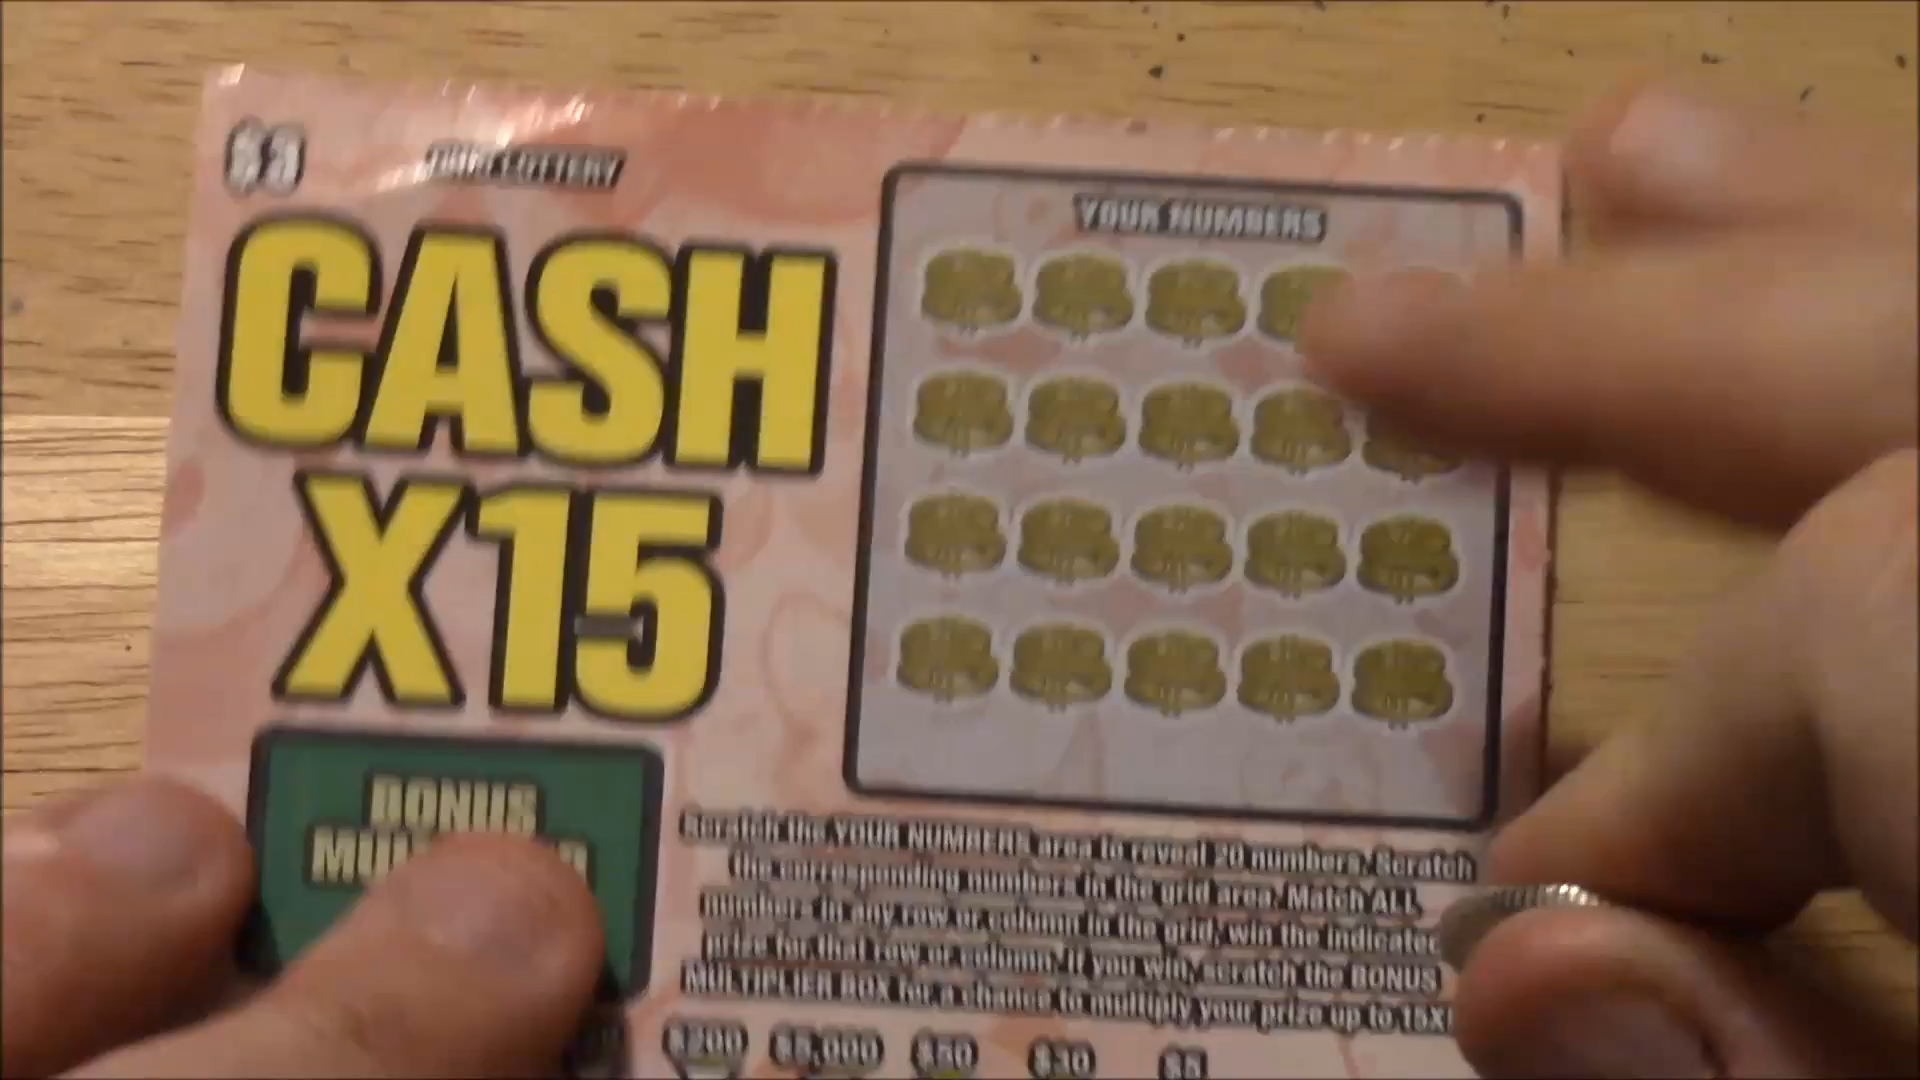 $3
OHIO LOTTERY
CASH
X15
YOUR NUMBERS
BONUS
Scratch the YOUR NUMBERS area to reveal 20 numbers. Scratch
the corresponding numbers in the grid area. Match ALL
numbers in any row or column in the grid, win the indicated
prize for that row or column. If you win, scratch the BONUS
MULTIPLIER BOX for a chance to multiply your prize up to 15X!
$200 $5,000 $50 $30 $5